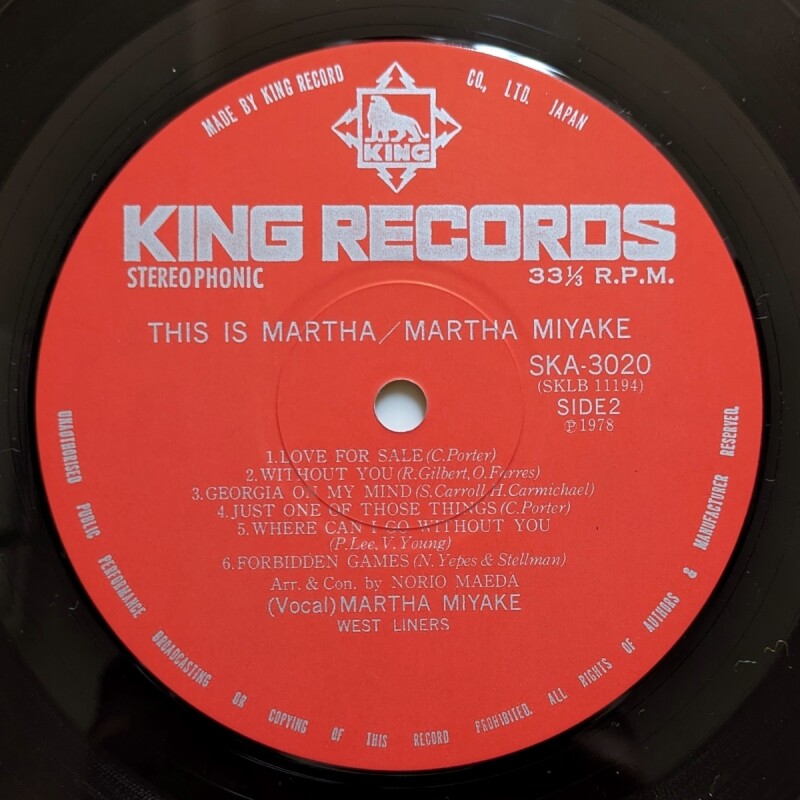 MADE BY KING RECORD CO., LTD. JAPAN
KING
KING RECORDS
STEREOPHONIC 33⅓ R.P.M.
THIS IS MARTHA/MARTHA MIYAKE
SKA-3020
(SKLB 11194)
SIDE2
℗1978
1.LOVE FOR SALE (C.Porter)
2.WITHOUT YOU (R.Gilbert, O.Farres)
3.GEORGIA ON MY MIND (S.Carroll, H.Carmichael)
4.JUST ONE OF THOSE THINGS (C.Porter)
5.WHERE CAN I GO WITHOUT YOU
(P.Lee, V.Young)
6.FORBIDDEN GAMES (N.Yepes & Stellman)
Arr. & Con. by NORIO MAEDA
(Vocal) MARTHA MIYAKE
WEST LINERS
UNAUTHORISED PUBLIC PERFORMANCE BROADCASTING OR COPYING OF THIS RECORD PROHIBITED. ALL RIGHTS OF AUTHORS & MANUFACTURER RESERVED.